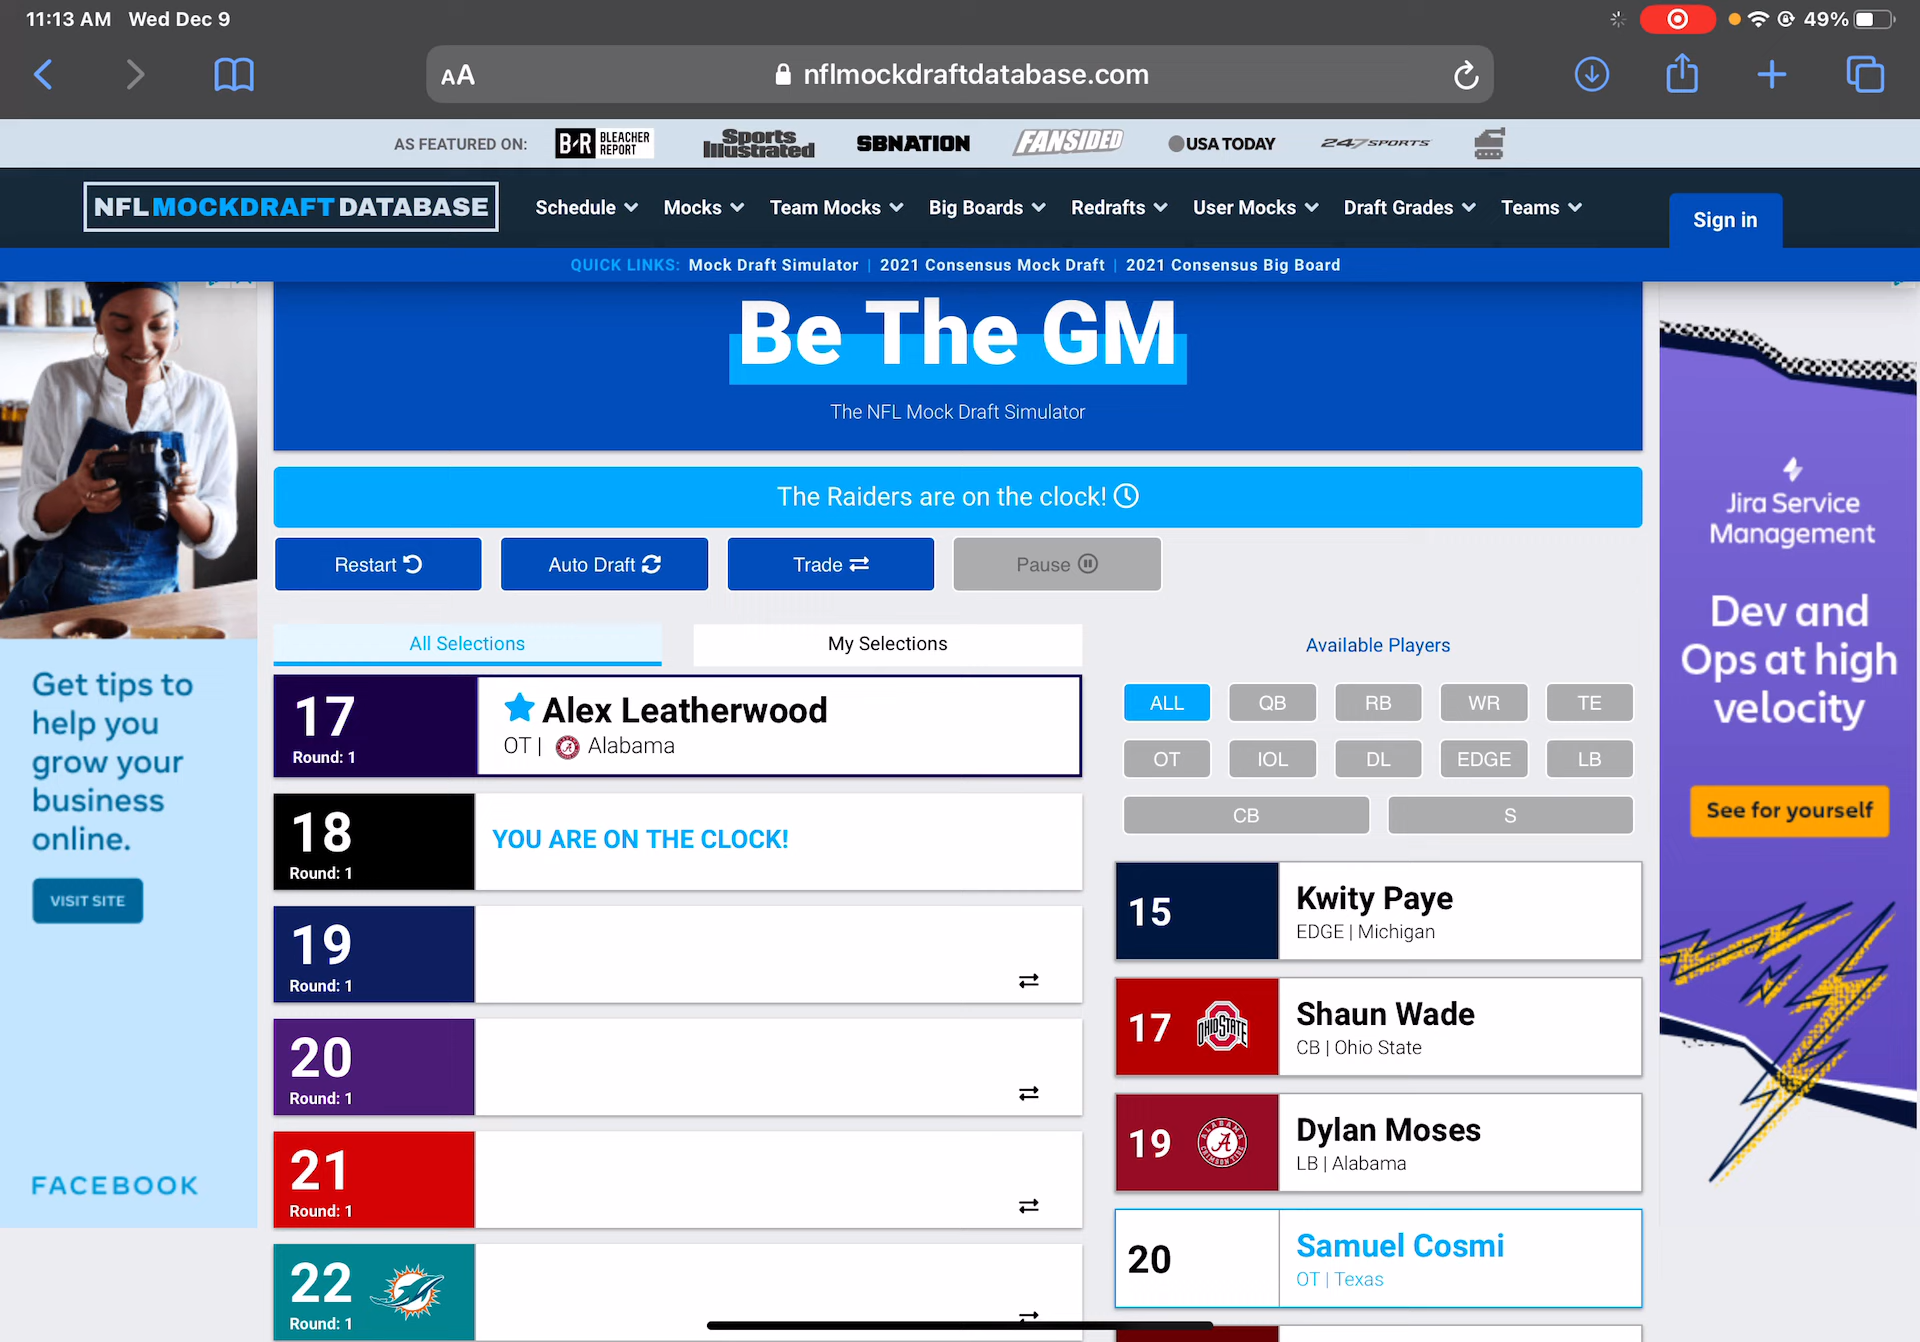 11:13 AM Wed Dec 9
49%
AA
nflmockdraftdatabase.com
AS FEATURED ON:
B/R BLEACHER REPORT
Sports Illustrated
SBNATION
FANSIDED
USA TODAY
247SPORTS
NFL MOCKDRAFT DATABASE
Schedule
Mocks
Team Mocks
Big Boards
Redrafts
User Mocks
Draft Grades
Teams
Sign in
QUICK LINKS: Mock Draft Simulator | 2021 Consensus Mock Draft | 2021 Consensus Big Board
Be The GM
The NFL Mock Draft Simulator
The Raiders are on the clock!
Restart
Auto Draft
Trade
Pause
All Selections
My Selections
17
Round: 1
Alex Leatherwood
OT | Alabama
18
Round: 1
YOU ARE ON THE CLOCK!
19
Round: 1
20
Round: 1
21
Round: 1
22
Round: 1
Available Players
ALL
QB
RB
WR
TE
OT
IOL
DL
EDGE
LB
CB
S
15
Kwity Paye
EDGE | Michigan
17
OHIO STATE
Shaun Wade
CB | Ohio State
19
ALABAMA
A
CRIMSON TIDE
Dylan Moses
LB | Alabama
20
Samuel Cosmi
OT | Texas
Get tips to
help you
grow your
business
online.
VISIT SITE
FACEBOOK
Jira Service
Management
Dev and
Ops at high
velocity
See for yourself